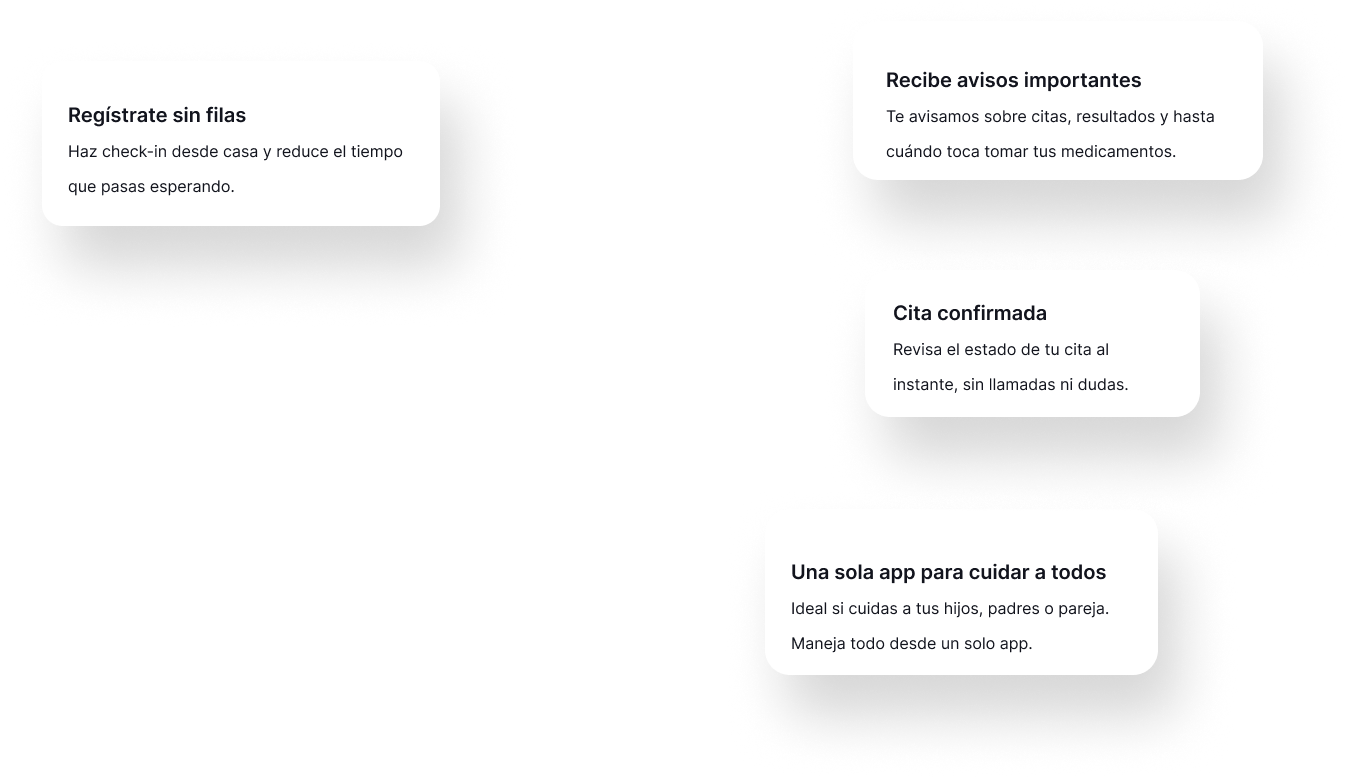 Regístrate sin filas
Haz check-in desde casa y reduce el tiempo
que pasas esperando.
Recibe avisos importantes
Te avisamos sobre citas, resultados y hasta
cuándo toca tomar tus medicamentos.
Cita confirmada
Revisa el estado de tu cita al
instante, sin llamadas ni dudas.
Una sola app para cuidar a todos
Ideal si cuidas a tus hijos, padres o pareja.
Maneja todo desde un solo app.